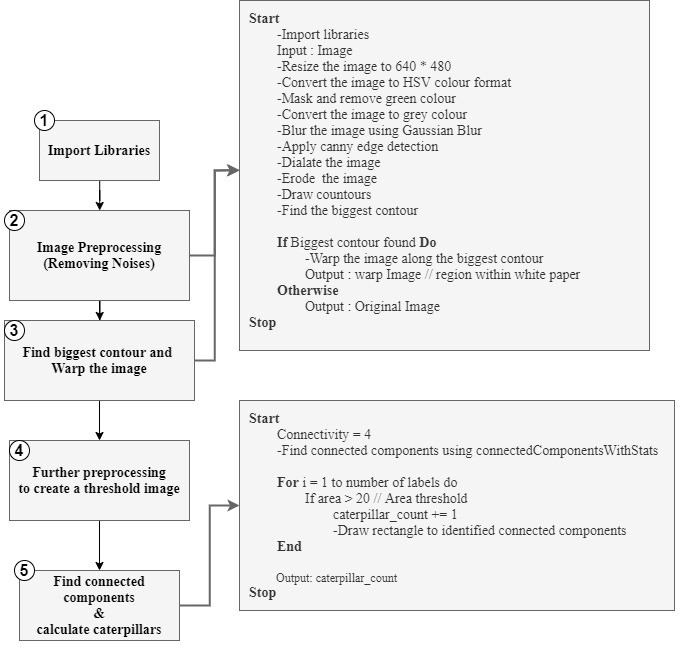 1
Import Libraries
2
Image Preprocessing
(Removing Noises)
3
Find biggest contour and
Warp the image
4
Further preprocessing
to create a threshold image
5
Find connected
components
&
calculate caterpillars
Start
-Import libraries
Input : Image
-Resize the image to 640 * 480
-Convert the image to HSV colour format
-Mask and remove green colour
-Convert the image to grey colour
-Blur the image using Gaussian Blur
-Apply canny edge detection
-Dialate the image
-Erode the image
-Draw countours
-Find the biggest contour
If Biggest contour found Do
-Warp the image along the biggest contour
Output : warp Image // region within white paper
Otherwise
Output : Original Image
Stop
Start
Connectivity = 4
-Find connected components using connectedComponentsWithStats
For i = 1 to number of labels do
If area > 20 // Area threshold
caterpillar_count += 1
-Draw rectangle to identified connected components
End
Output: caterpillar_count
Stop